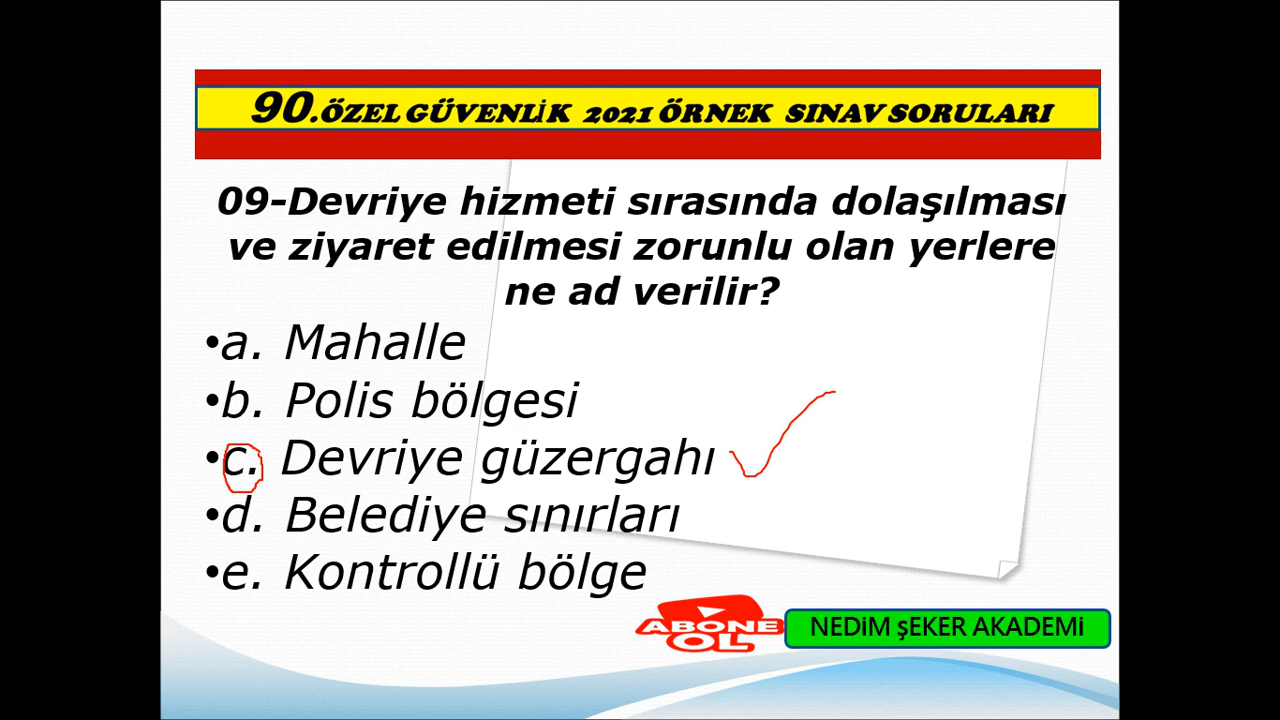 90.ÖZEL GÜVENLİK 2021 ÖRNEK SINAV SORULARI
09-Devriye hizmeti sırasında dolaşılması
ve ziyaret edilmesi zorunlu olan yerlere
ne ad verilir?
•a. Mahalle
•b. Polis bölgesi
•c. Devriye güzergahı
•d. Belediye sınırları
•e. Kontrollü bölge
ABONE
OL
NEDİM ŞEKER AKADEMİ